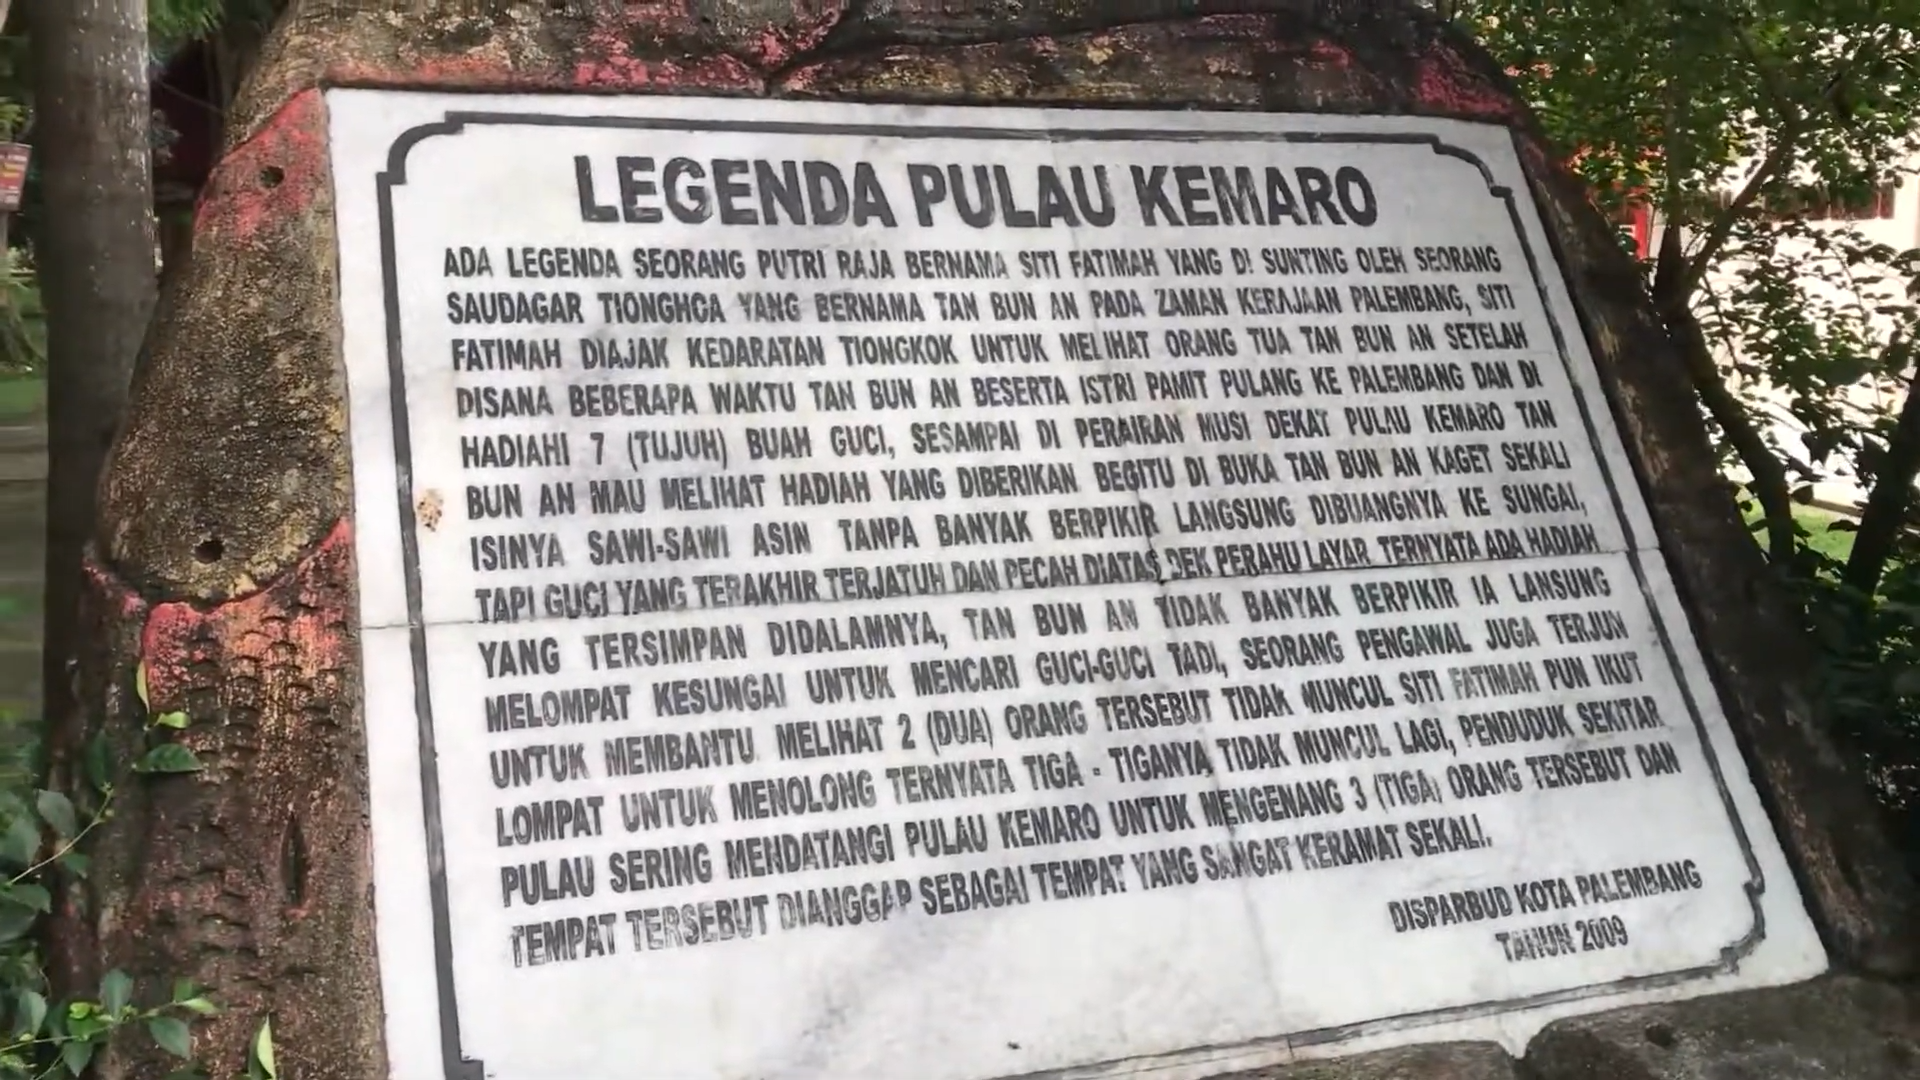 LEGENDA PULAU KEMARO
ADA LEGENDA SEORANG PUTRI RAJA BERNAMA SITI FATIMAH YANG DI SUNTING OLEH SEORANG
SAUDAGAR TIONGHOA YANG BERNAMA TAN BUN AN PADA ZAMAN KERAJAAN PALEMBANG, SITI
FATIMAH DIAJAK KEDARATAN TIONGKOK UNTUK MELIHAT ORANG TUA TAN BUN AN SETELAH
DISANA BEBERAPA WAKTU TAN BUN AN BESERTA ISTRI PAMIT PULANG KE PALEMBANG DAN DI
HADIAHI 7 (TUJUH) BUAH GUCI, SESAMPAI DI PERAIRAN MUSI DEKAT PULAU KEMARO TAN
BUN AN MAU MELIHAT HADIAH YANG DIBERIKAN BEGITU DI BUKA TAN BUN AN KAGET SEKALI
ISINYA SAWI-SAWI ASIN TANPA BANYAK BERPIKIR LANGSUNG DIBUANGNYA KE SUNGAI,
TAPI GUCI YANG TERAKHIR TERJATUH DAN PECAH DIATAS DEK PERAHU LAYAR TERNYATA ADA HADIAH
YANG TERSIMPAN DIDALAMNYA, TAN BUN AN TIDAK BANYAK BERPIKIR IA LANSUNG
MELOMPAT KESUNGAI UNTUK MENCARI GUCI-GUCI TADI, SEORANG PENGAWAL JUGA TERJUN
UNTUK MEMBANTU. MELIHAT 2 (DUA) ORANG TERSEBUT TIDAK MUNCUL SITI FATIMAH PUN IKUT
LOMPAT UNTUK MENOLONG TERNYATA TIGA - TIGANYA TIDAK MUNCUL LAGI, PENDUDUK SEKITAR
PULAU SERING MENDATANGI PULAU KEMARO UNTUK MENGENANG 3 (TIGA) ORANG TERSEBUT DAN
TEMPAT TERSEBUT DIANGGAP SEBAGAI TEMPAT YANG SANGAT KERAMAT SEKALI.
DISPARBUD KOTA PALEMBANG
TAHUN 2009